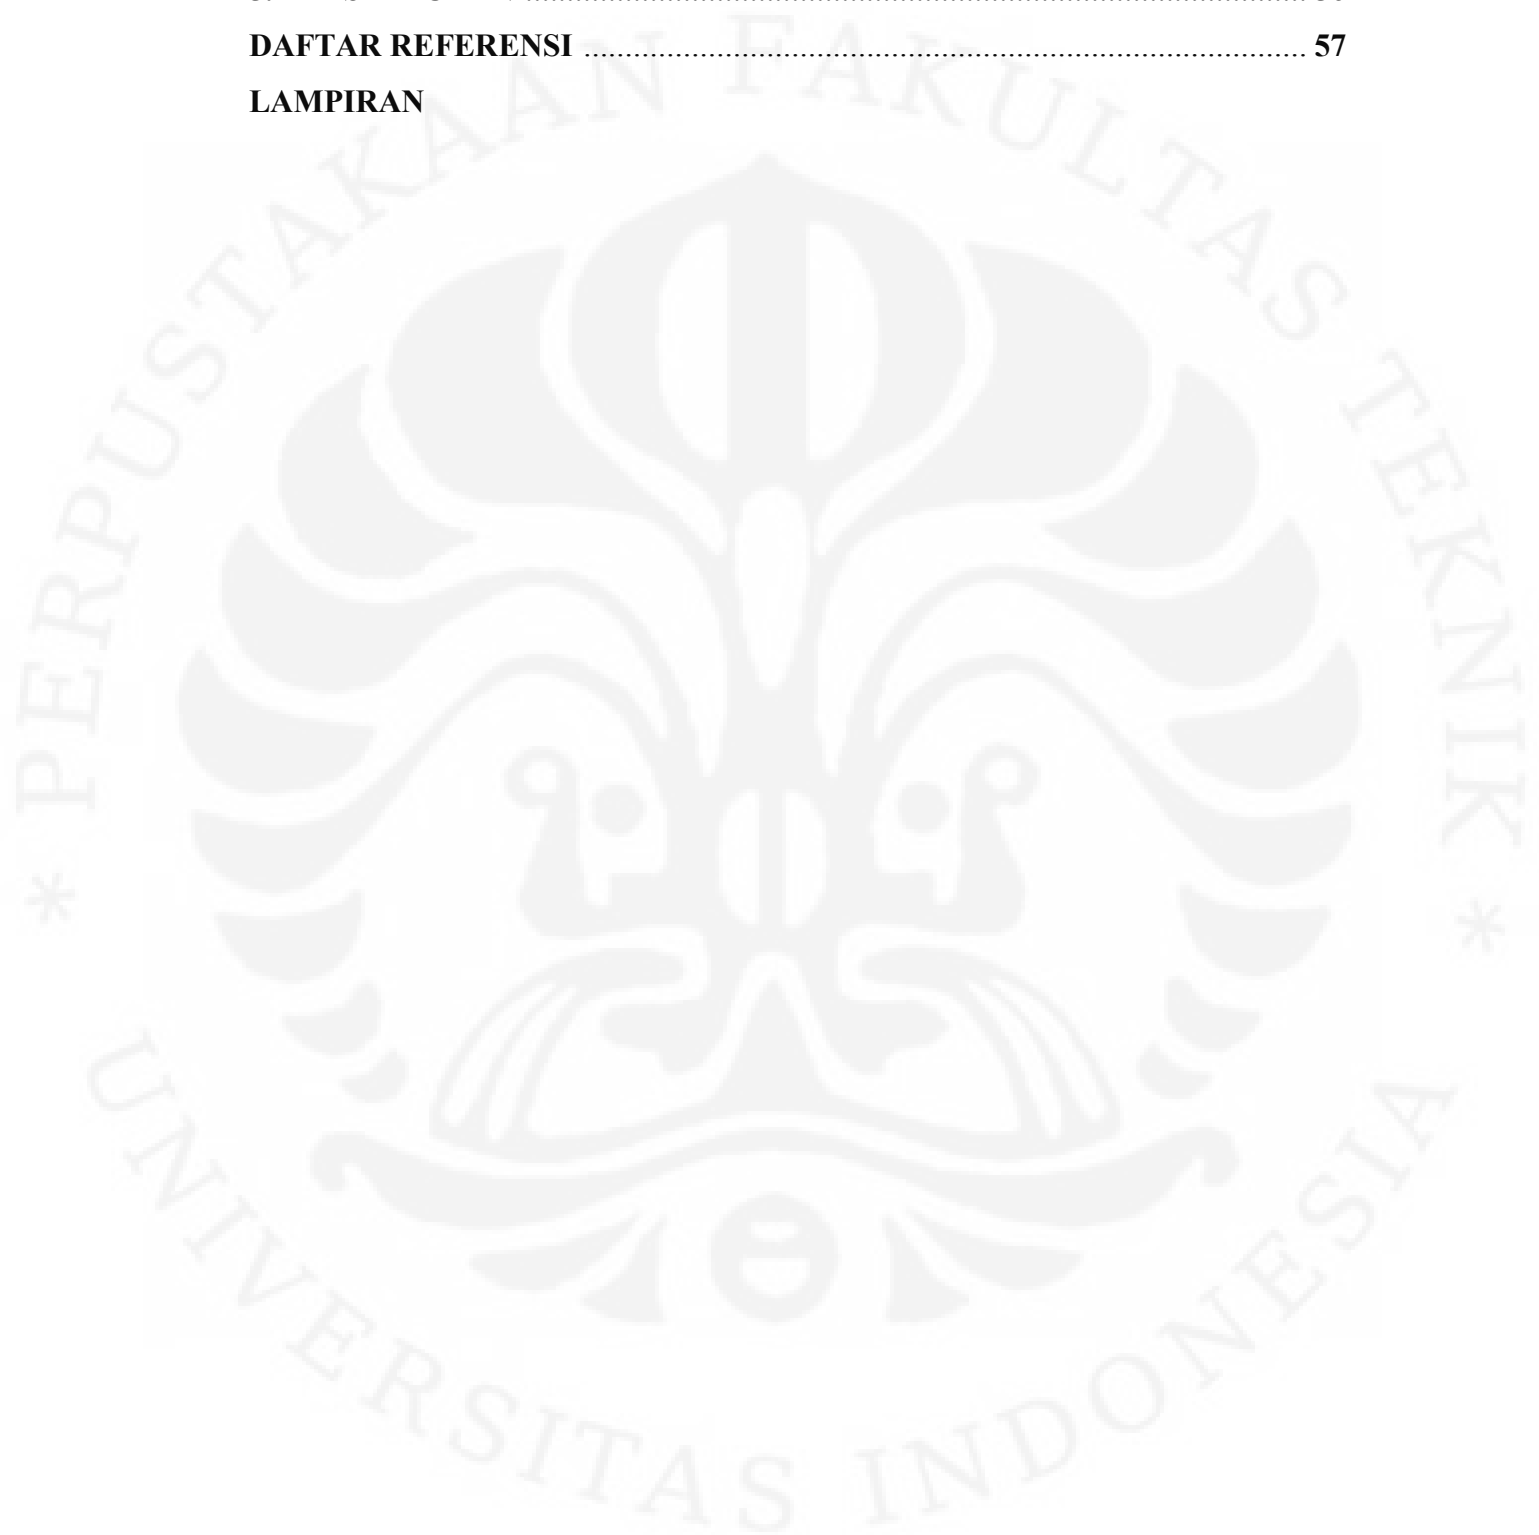 DAFTAR REFERENSI ........................................................................ 57
LAMPIRAN
PERPUSTAKAAN FAKULTAS TEKNIK
* UNIVERSITAS INDONESIA *